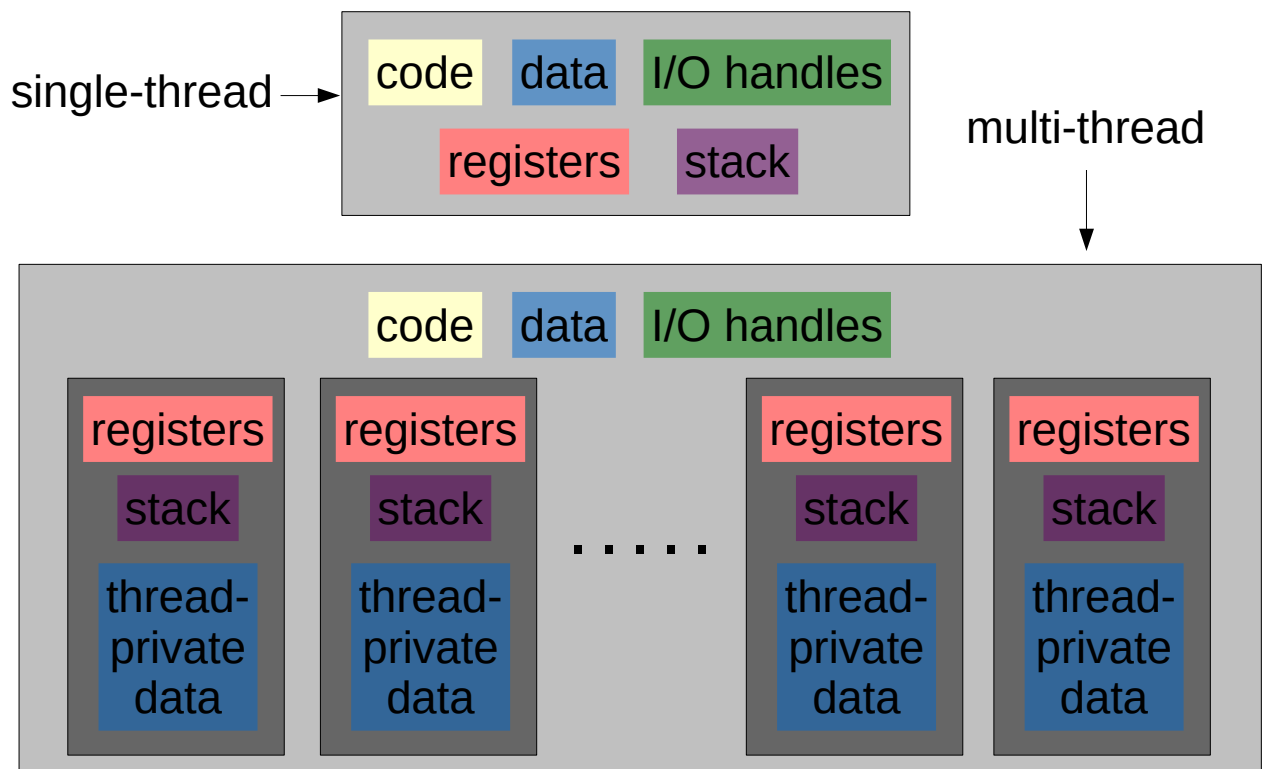 code data I/O handles
single-thread
registers stack
multi-thread
code data I/O handles
registers registers registers registers
stack stack stack stack
.....
thread- thread- thread- thread-
private private private private
data data data data